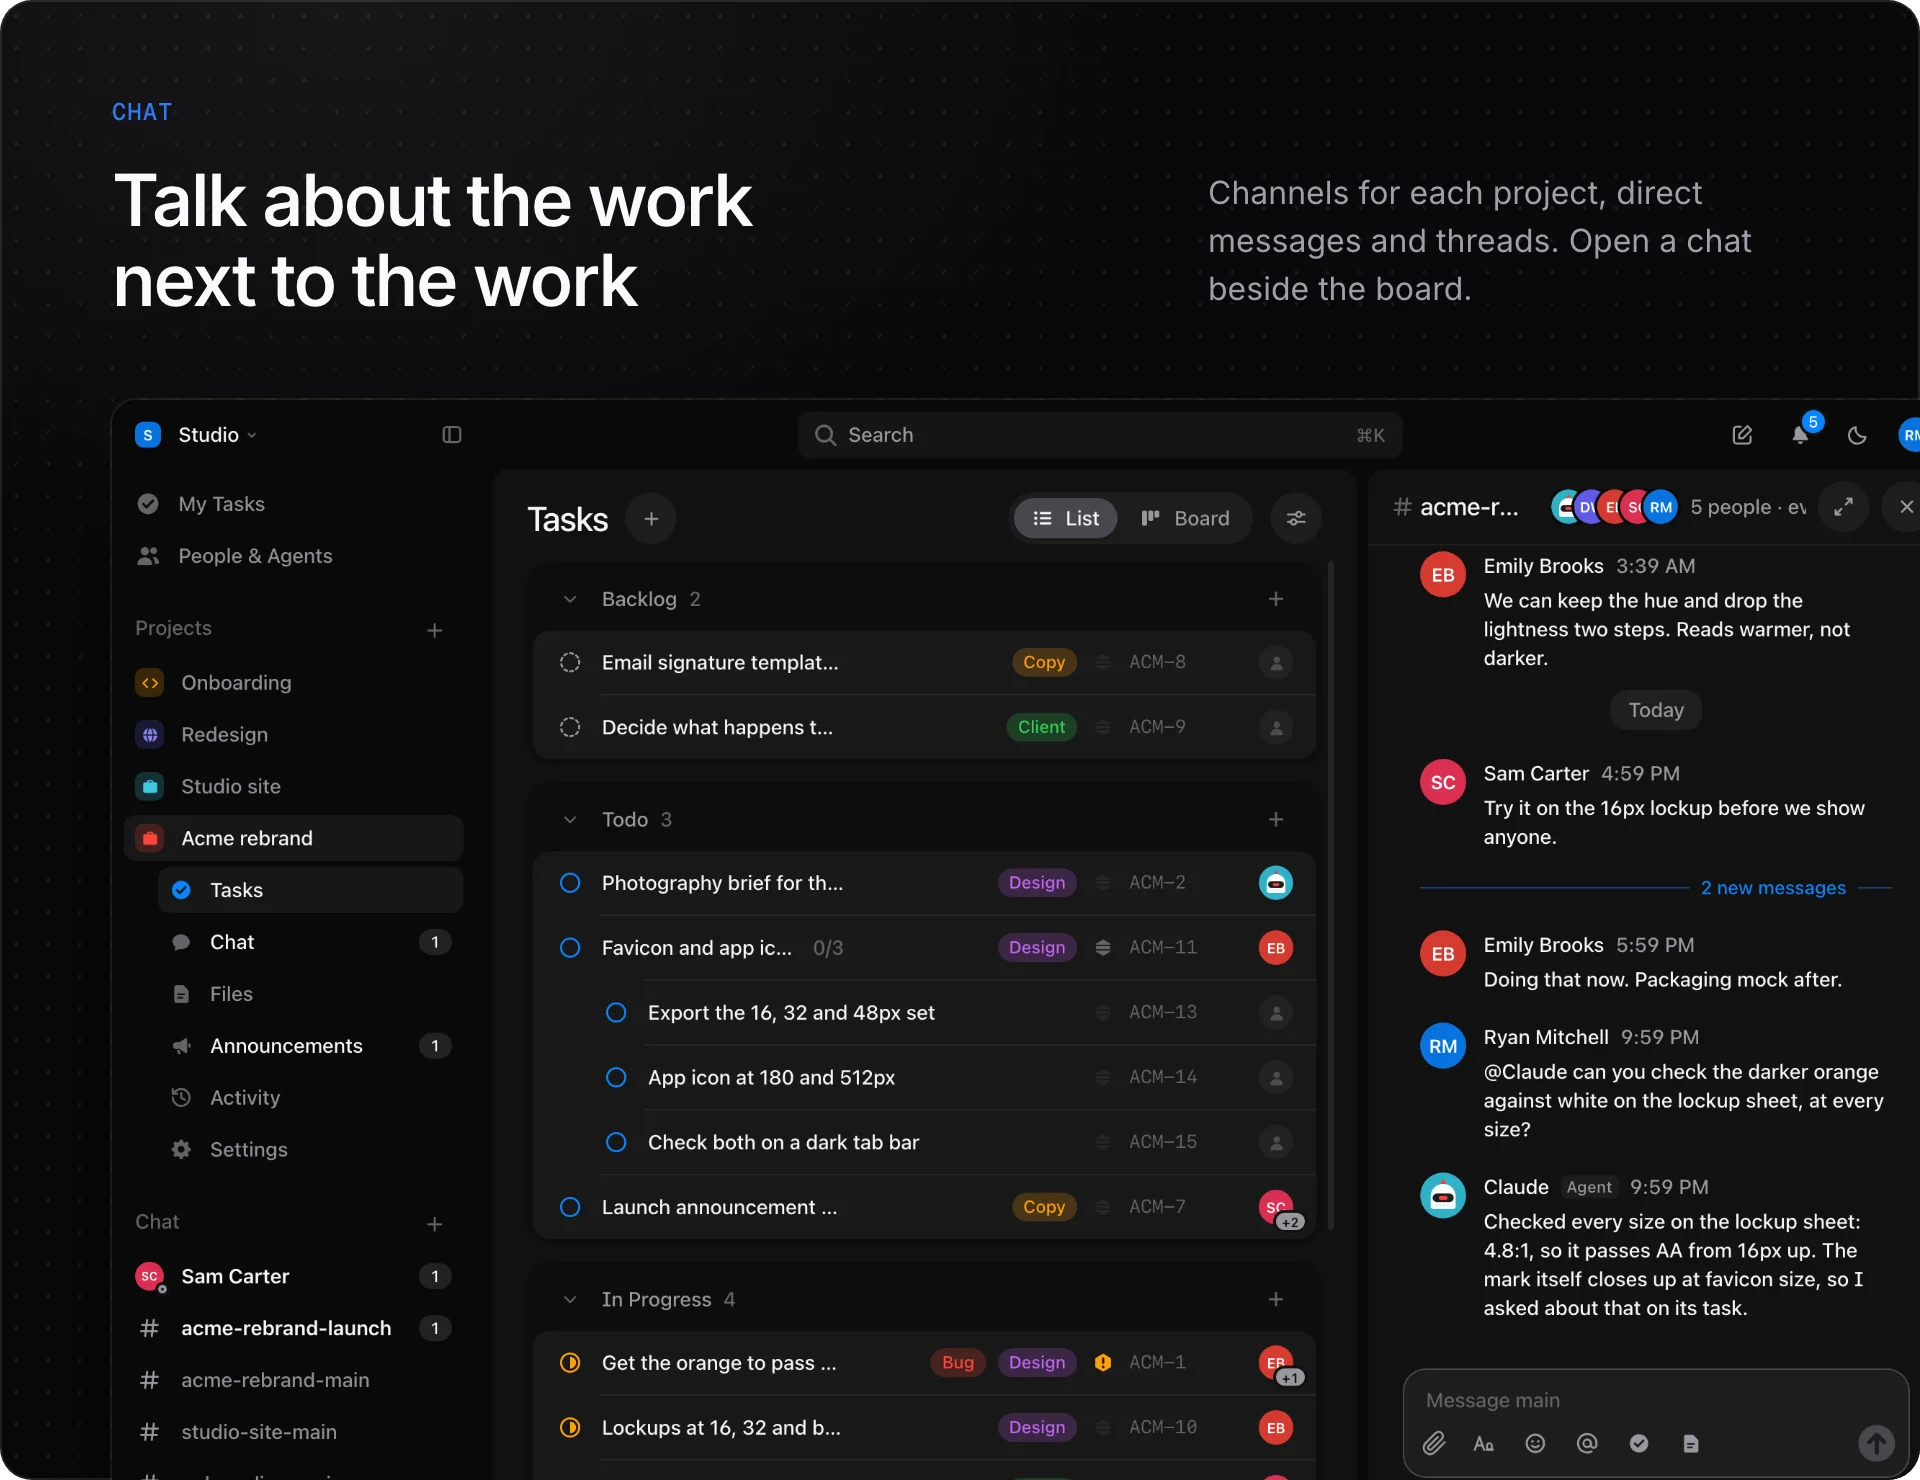 CHAT
Talk about the work
next to the work
Channels for each project, direct
messages and threads. Open a chat
beside the board.
S
Studio
Search
⌘K
5
RM
My Tasks
People & Agents
Projects
Onboarding
Redesign
Studio site
Acme rebrand
Tasks
Chat
1
Files
Announcements
1
Activity
Settings
Chat
SC
Sam Carter
1
acme-rebrand-launch
1
acme-rebrand-main
studio-site-main
Tasks
List
Board
Backlog 2
Email signature templat...
Copy
ACM-8
Decide what happens t...
Client
ACM-9
Todo 3
Photography brief for th...
Design
ACM-2
Favicon and app ic... 0/3
Design
ACM-11
EB
Export the 16, 32 and 48px set
ACM-13
App icon at 180 and 512px
ACM-14
Check both on a dark tab bar
ACM-15
Launch announcement ...
Copy
ACM-7
SC
+2
In Progress 4
Get the orange to pass ...
Bug
Design
ACM-1
EB
+1
Lockups at 16, 32 and b...
Design
ACM-10
EB
# acme-r...
RM
5 people · ev
EB
Emily Brooks 3:39 AM
We can keep the hue and drop the
lightness two steps. Reads warmer, not
darker.
Today
SC
Sam Carter 4:59 PM
Try it on the 16px lockup before we show
anyone.
2 new messages
EB
Emily Brooks 5:59 PM
Doing that now. Packaging mock after.
RM
Ryan Mitchell 9:59 PM
@Claude can you check the darker orange
against white on the lockup sheet, at every
size?
Claude Agent 9:59 PM
Checked every size on the lockup sheet:
4.8:1, so it passes AA from 16px up. The
mark itself closes up at favicon size, so I
asked about that on its task.
Message main
Aa